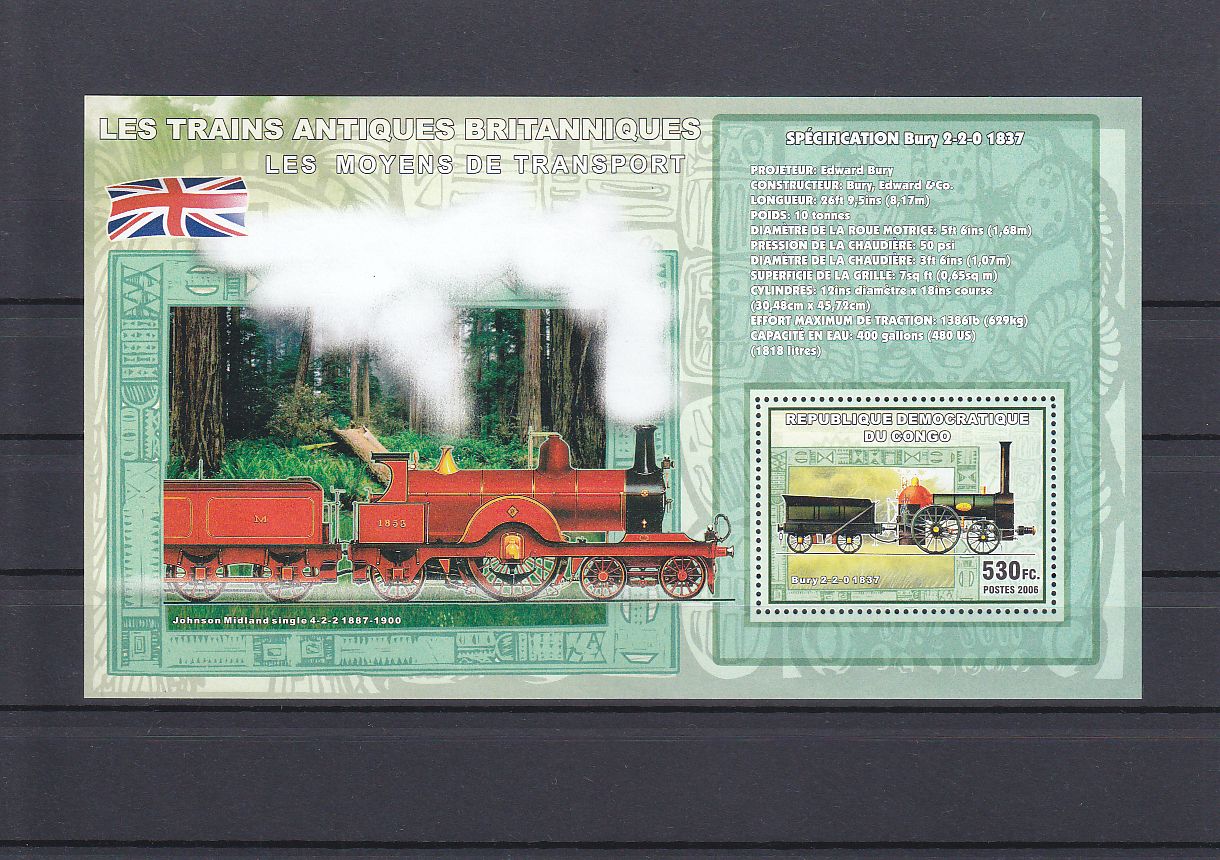 LES TRAINS ANTIQUES BRITANNIQUES
LES MOYENS DE TRANSPORT
SPÉCIFICATION Bury 2-2-0 1837
PROJETEUR: Edward Bury
CONSTRUCTEUR: Bury, Edward &Co.
LONGUEUR: 26ft 9,5ins (8,17m)
POIDS: 10 tonnes
DIAMÈTRE DE LA ROUE MOTRICE: 5ft 6ins (1,68m)
PRESSION DE LA CHAUDIÈRE: 50 psi
DIAMÈTRE DE LA CHAUDIÈRE: 3ft 6ins (1,07m)
SUPERFICIE DE LA GRILLE: 7sq ft (0,65sq m)
CYLINDRES: 12ins diamètre x 18ins course
(30,48cm x 45,72cm)
EFFORT MAXIMUM DE TRACTION: 1386lb (629kg)
CAPACITÉ EN EAU: 400 gallons (480 US)
(1818 litres)
REPUBLIQUE DEMOCRATIQUE
DU CONGO
Bury 2-2-0 1837
530FC.
POSTES 2006
M
1853
Johnson Midland single 4-2-2 1887-1900